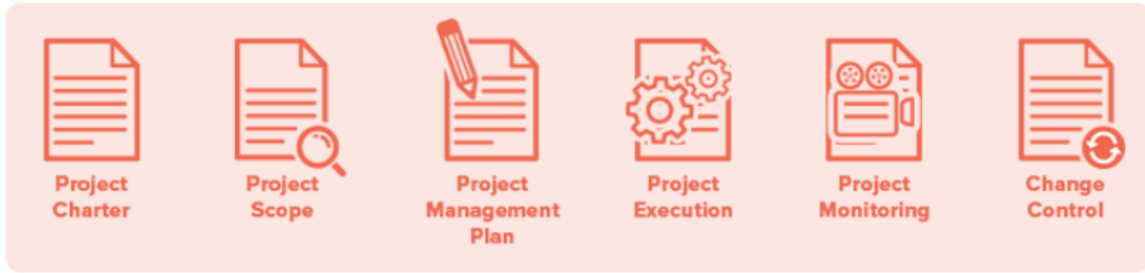 Project
Charter
Project
Scope
Project
Management
Plan
Project
Execution
Project
Monitoring
Change
Control